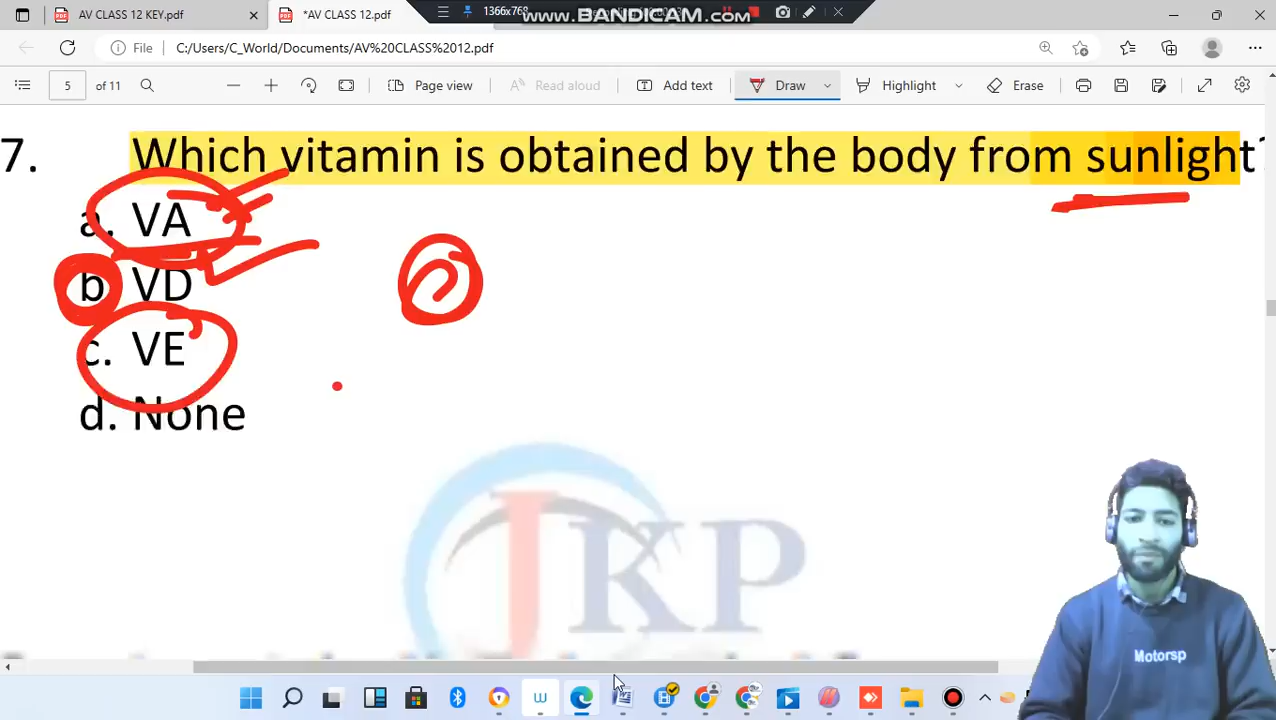 AV CLASS 12 KEY.pdf
*AV CLASS 12.pdf
1366x768
www.BANDICAM.com
File
C:/Users/C_World/Documents/AV%20CLASS%2012.pdf
5 of 11
Page view
Read aloud
Add text
Draw
Highlight
Erase
7. Which vitamin is obtained by the body from sunlight?
a. VA
b VD
c. VE
d. None
JKP
Motorsp